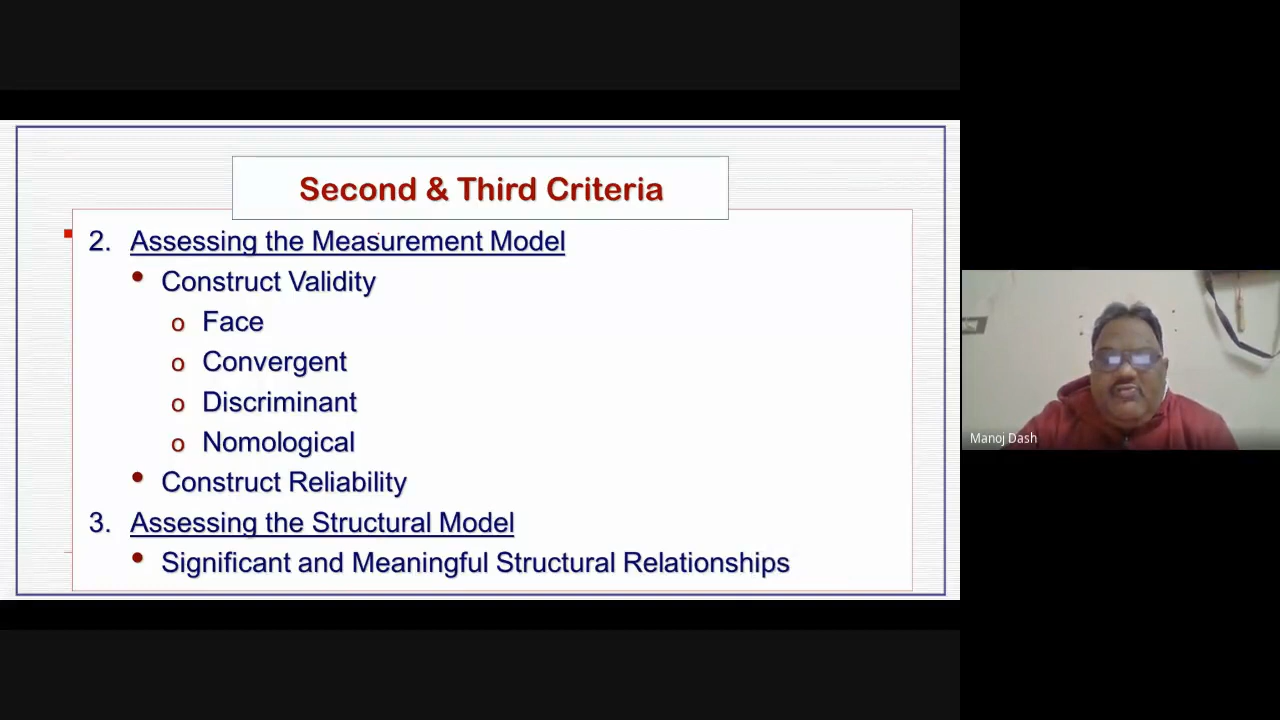 Second & Third Criteria
2. Assessing the Measurement Model
• Construct Validity
o Face
o Convergent
o Discriminant
o Nomological
• Construct Reliability
3. Assessing the Structural Model
• Significant and Meaningful Structural Relationships
Manoj Dash